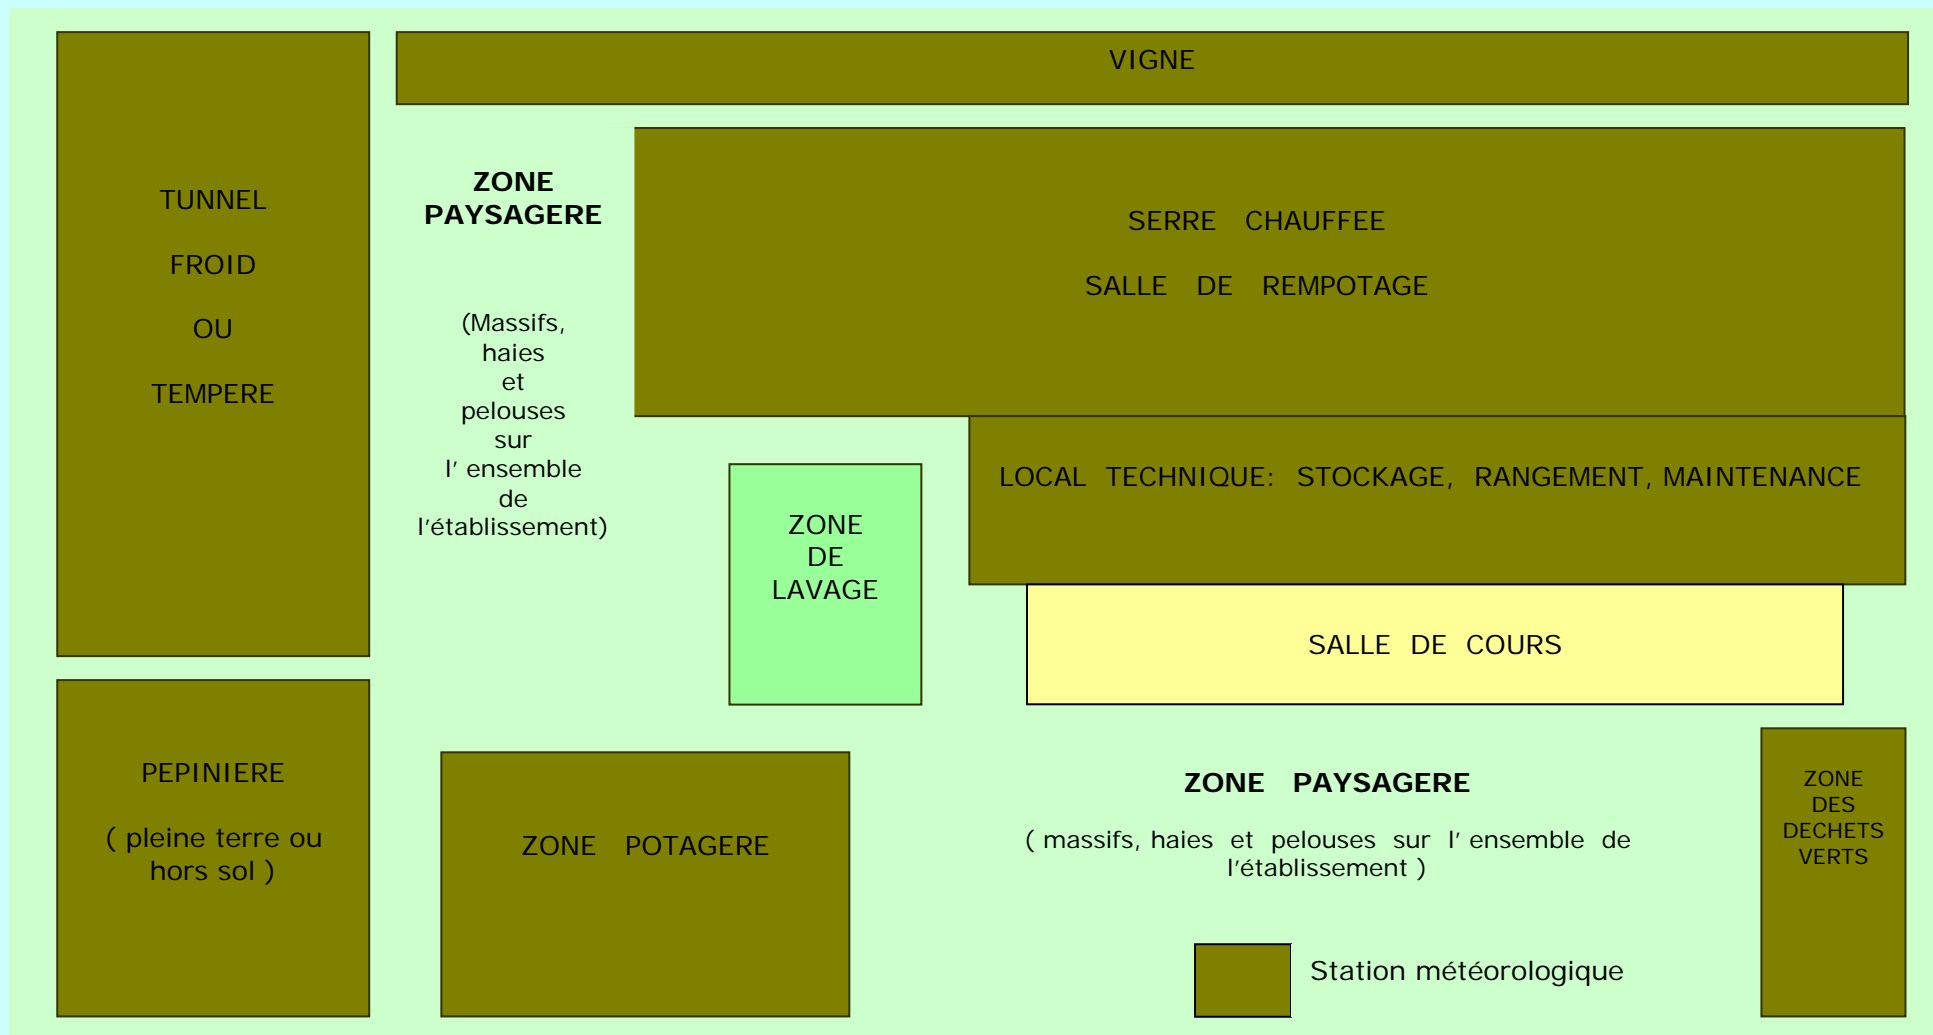 VIGNE
TUNNEL
FROID
OU
TEMPERE
ZONE
PAYSAGERE
(Massifs,
haies
et
pelouses
sur
l’ ensemble
de
l’établissement)
SERRE CHAUFFEE
SALLE DE REMPOTAGE
LOCAL TECHNIQUE: STOCKAGE, RANGEMENT, MAINTENANCE
ZONE
DE
LAVAGE
SALLE DE COURS
PEPINIERE
( pleine terre ou
hors sol )
ZONE POTAGERE
ZONE PAYSAGERE
( massifs, haies et pelouses sur l’ ensemble de
l’établissement )
ZONE
DES
DECHETS
VERTS
Station météorologique